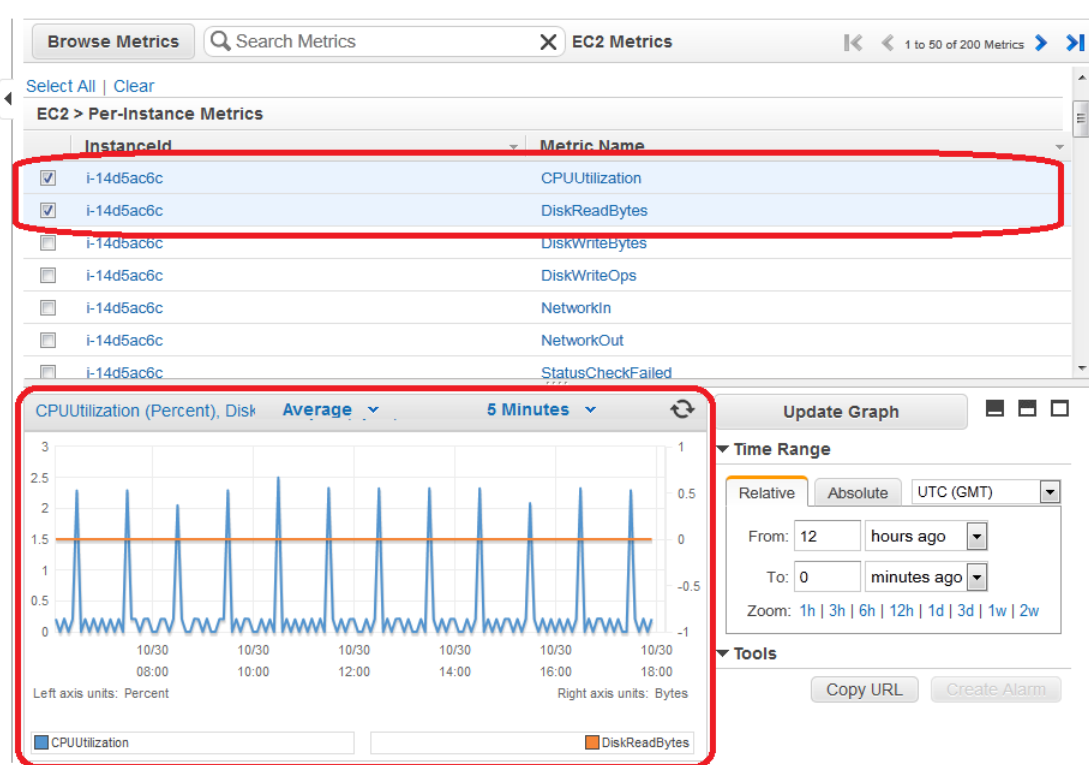 Browse Metrics Search Metrics X EC2 Metrics 1 to 50 of 200 Metrics
Select All | Clear
EC2 > Per-Instance Metrics
InstanceId Metric Name
i-14d5ac6c CPUUtilization
i-14d5ac6c DiskReadBytes
i-14d5ac6c DiskWriteBytes
i-14d5ac6c DiskWriteOps
i-14d5ac6c NetworkIn
i-14d5ac6c NetworkOut
i-14d5ac6c StatusCheckFailed
CPUUtilization (Percent), Disk Average 5 Minutes
3 1
2.5
2 0.5
1.5 0
1
0.5 -0.5
0 -1
10/30 10/30 10/30 10/30 10/30 10/30
08:00 10:00 12:00 14:00 16:00 18:00
Left axis units: Percent Right axis units: Bytes
CPUUtilization DiskReadBytes
Update Graph
Time Range
Relative Absolute UTC (GMT)
From: 12 hours ago
To: 0 minutes ago
Zoom: 1h | 3h | 6h | 12h | 1d | 3d | 1w | 2w
Tools
Copy URL Create Alarm